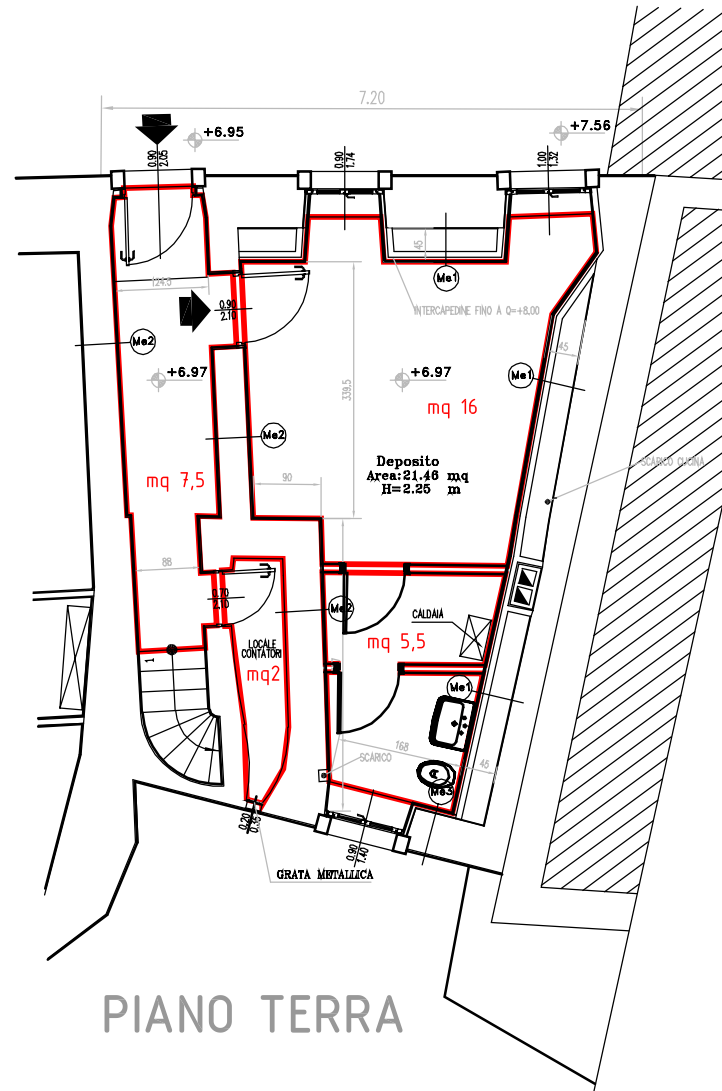 7.20
+6.95
+7.56
0.90
2.05
0.90
1.74
1.00
1.32
45
Me1
124.5
0.90
2.10
INTERCAPEDINE FINO A Q=+8.00
Me2
45
+6.97
+6.97
Me1
339.5
mq 16
Me2
Deposito
Area:21.46 mq
H=2.25 m
SCARICO CUCINA
mq 7,5
90
88
0.70
2.10
Me2
CALDAIA
LOCALE
CONTATORI
mq 5,5
1
mq2
Me1
168
SCARICO
45
Me3
0.20
0.35
0.90
1.40
GRATA METALLICA
PIANO TERRA